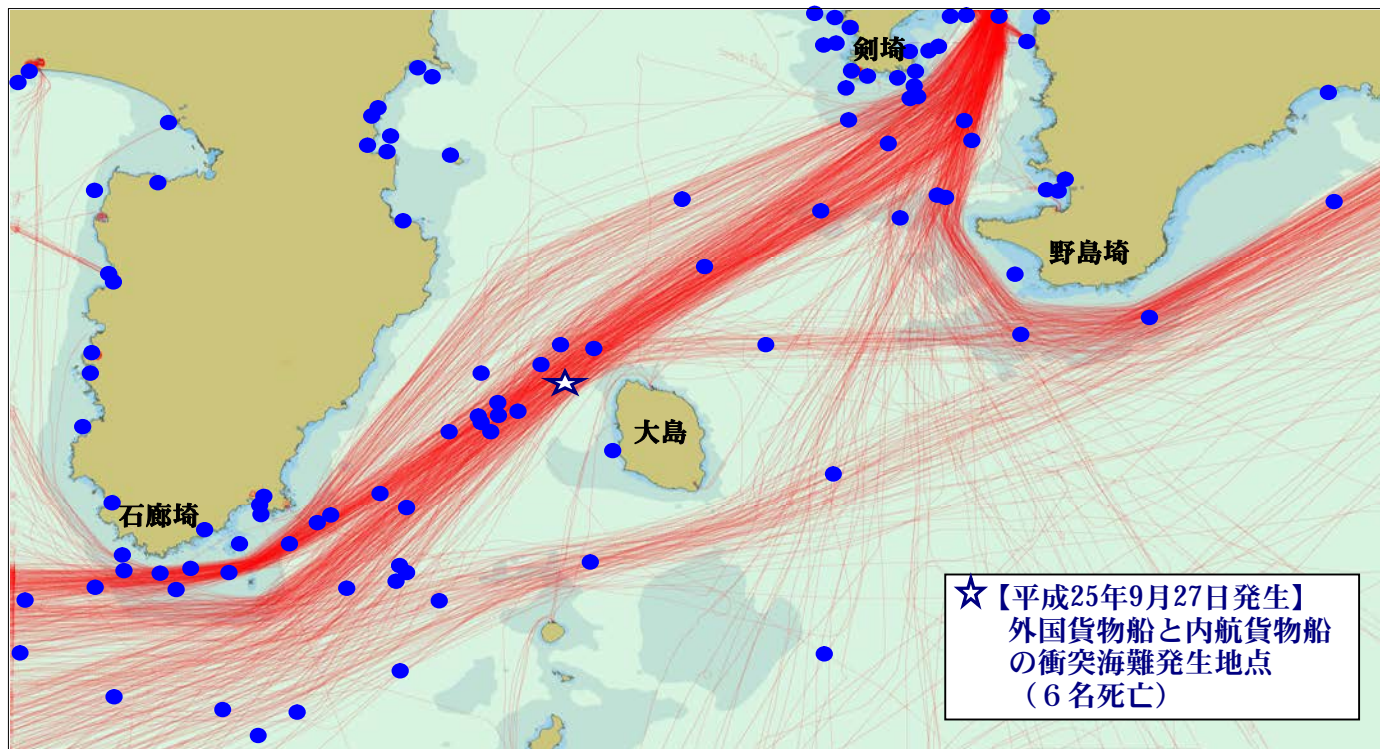 剣埼
野島埼
大島
石廊埼
☆【平成25年9月27日発生】
外国貨物船と内航貨物船
の衝突海難発生地点
（６名死亡）